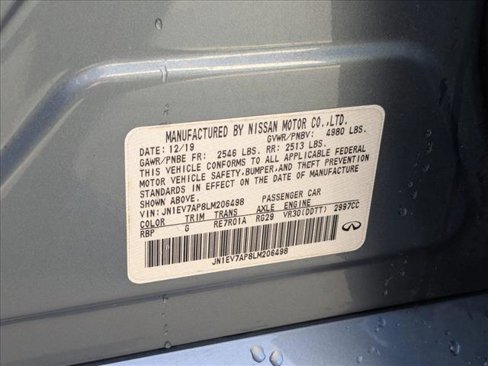 MANUFACTURED BY NISSAN MOTOR CO.,LTD.
DATE: 12/19 GVWR/PNBV: 4980 LBS.
GAWR/PNBE FR: 2546 LBS. RR: 2513 LBS.
THIS VEHICLE CONFORMS TO ALL APPLICABLE FEDERAL
MOTOR VEHICLE SAFETY,BUMPER,AND THEFT PREVENTION
STANDARDS IN EFFECT ON THE DATE OF MFR SHOWN ABOVE.
VIN: JN1EV7AP8LM206498 PASSENGER CAR
COLOR TRIM TRANS AXLE ENGINE
RBP G RE7R01A RG29 VR30(DDTT) 2997CC
JN1EV7AP8LM206498